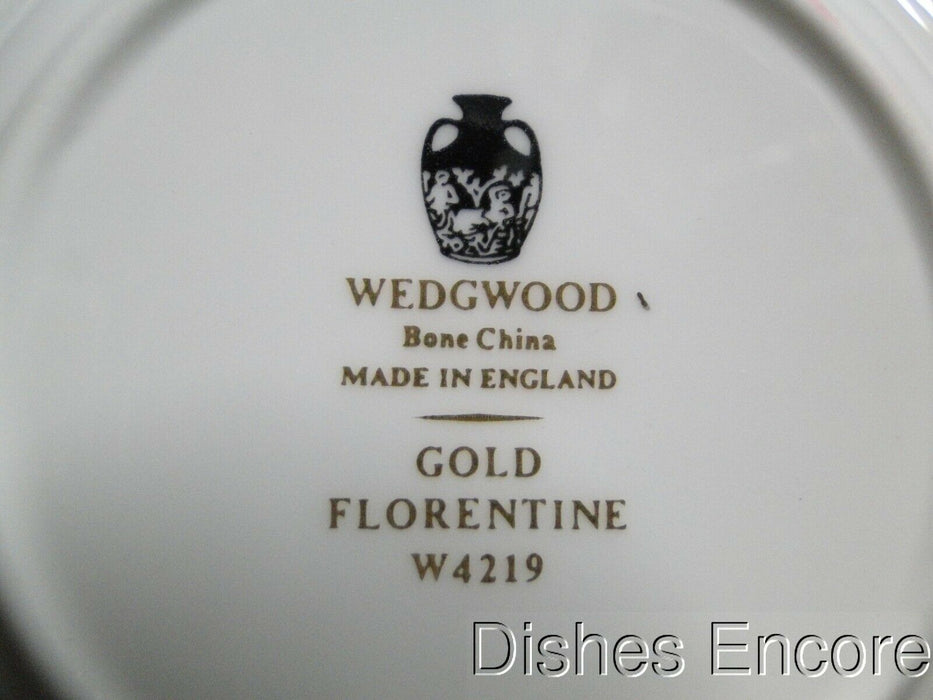 WEDGWOOD
Bone China
MADE IN ENGLAND
GOLD
FLORENTINE
W4219
Dishes Encore